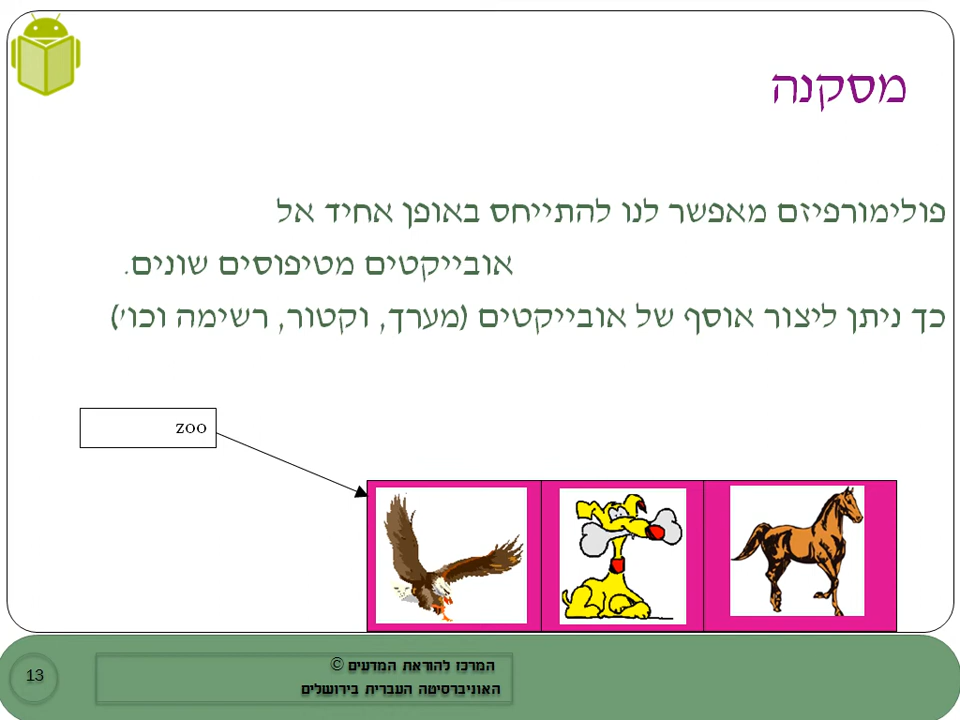 מסקנה
פולימורפיזם מאפשר לנו להתייחס באופן אחיד אל
אובייקטים מטיפוסים שונים.
כך ניתן ליצור אוסף של אובייקטים (מערך, וקטור, רשימה וכו')
zoo
13
המרכז להוראת המדעים ©
האוניברסיטה העברית בירושלים